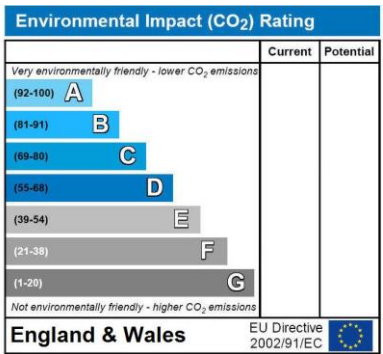 Environmental Impact (CO₂) Rating
Current Potential
Very environmentally friendly - lower CO₂ emissions
(92-100) A
(81-91) B
(69-80) C
(55-68) D
(39-54) E
(21-38) F
(1-20) G
Not environmentally friendly - higher CO₂ emissions
England & Wales
EU Directive
2002/91/EC